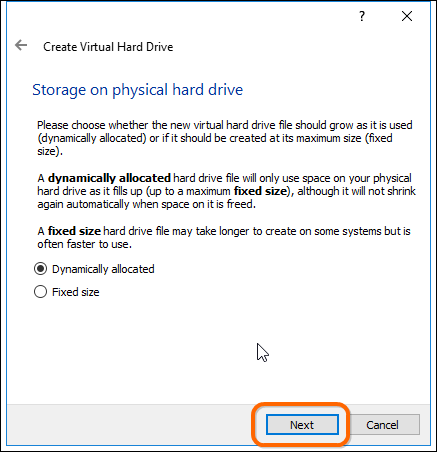 ?
Create Virtual Hard Drive
Storage on physical hard drive
Please choose whether the new virtual hard drive file should grow as it is used
(dynamically allocated) or if it should be created at its maximum size (fixed
size).
A dynamically allocated hard drive file will only use space on your physical
hard drive as it fills up (up to a maximum fixed size), although it will not shrink
again automatically when space on it is freed.
A fixed size hard drive file may take longer to create on some systems but is
often faster to use.
Dynamically allocated
Fixed size
Next Cancel